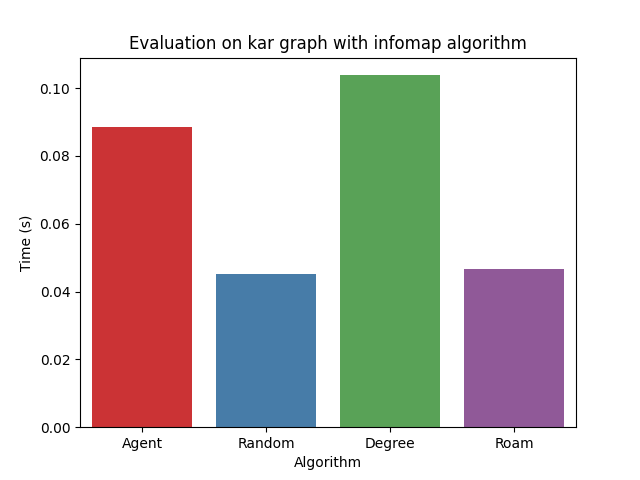 Evaluation on kar graph with infomap algorithm
0.10
0.08
0.06
0.04
0.02
0.00
Time (s)
Agent Random Degree Roam
Algorithm